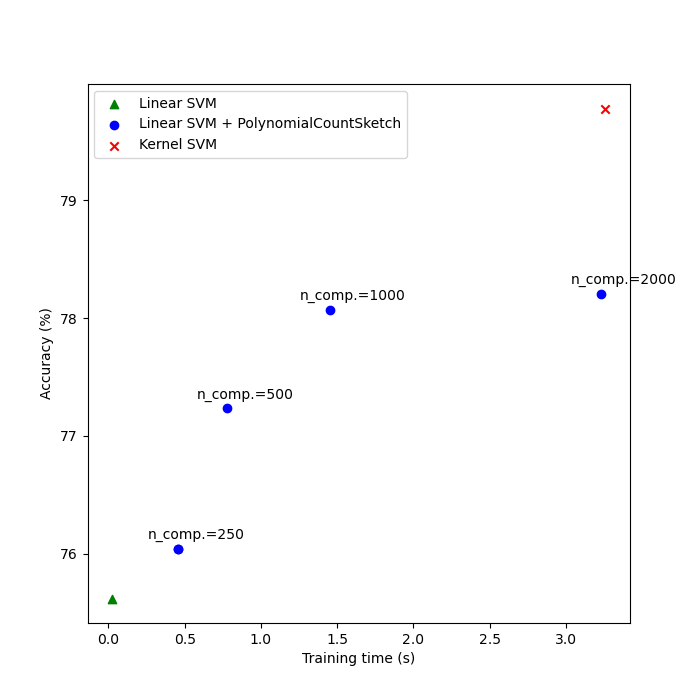 Linear SVM
Linear SVM + PolynomialCountSketch
Kernel SVM
79
78
77
76
Accuracy (%)
n_comp.=2000
n_comp.=1000
n_comp.=500
n_comp.=250
0.0 0.5 1.0 1.5 2.0 2.5 3.0
Training time (s)